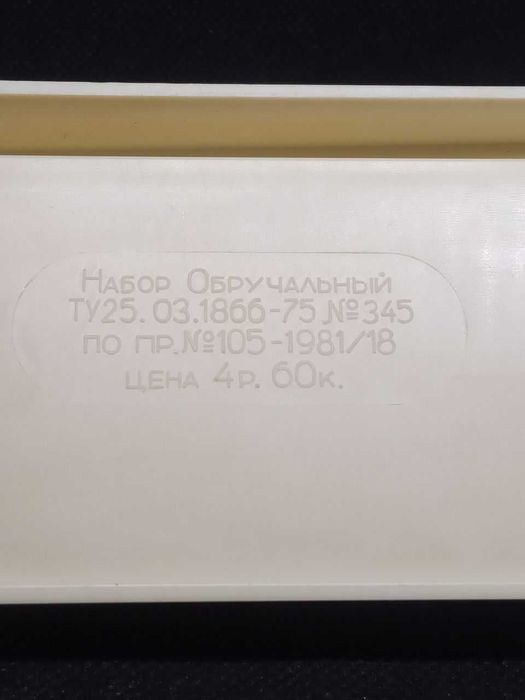 Набор Обручальный
ТУ25.03.1866-75 №345
по пр.№105-1981/18
цена 4р. 60к.